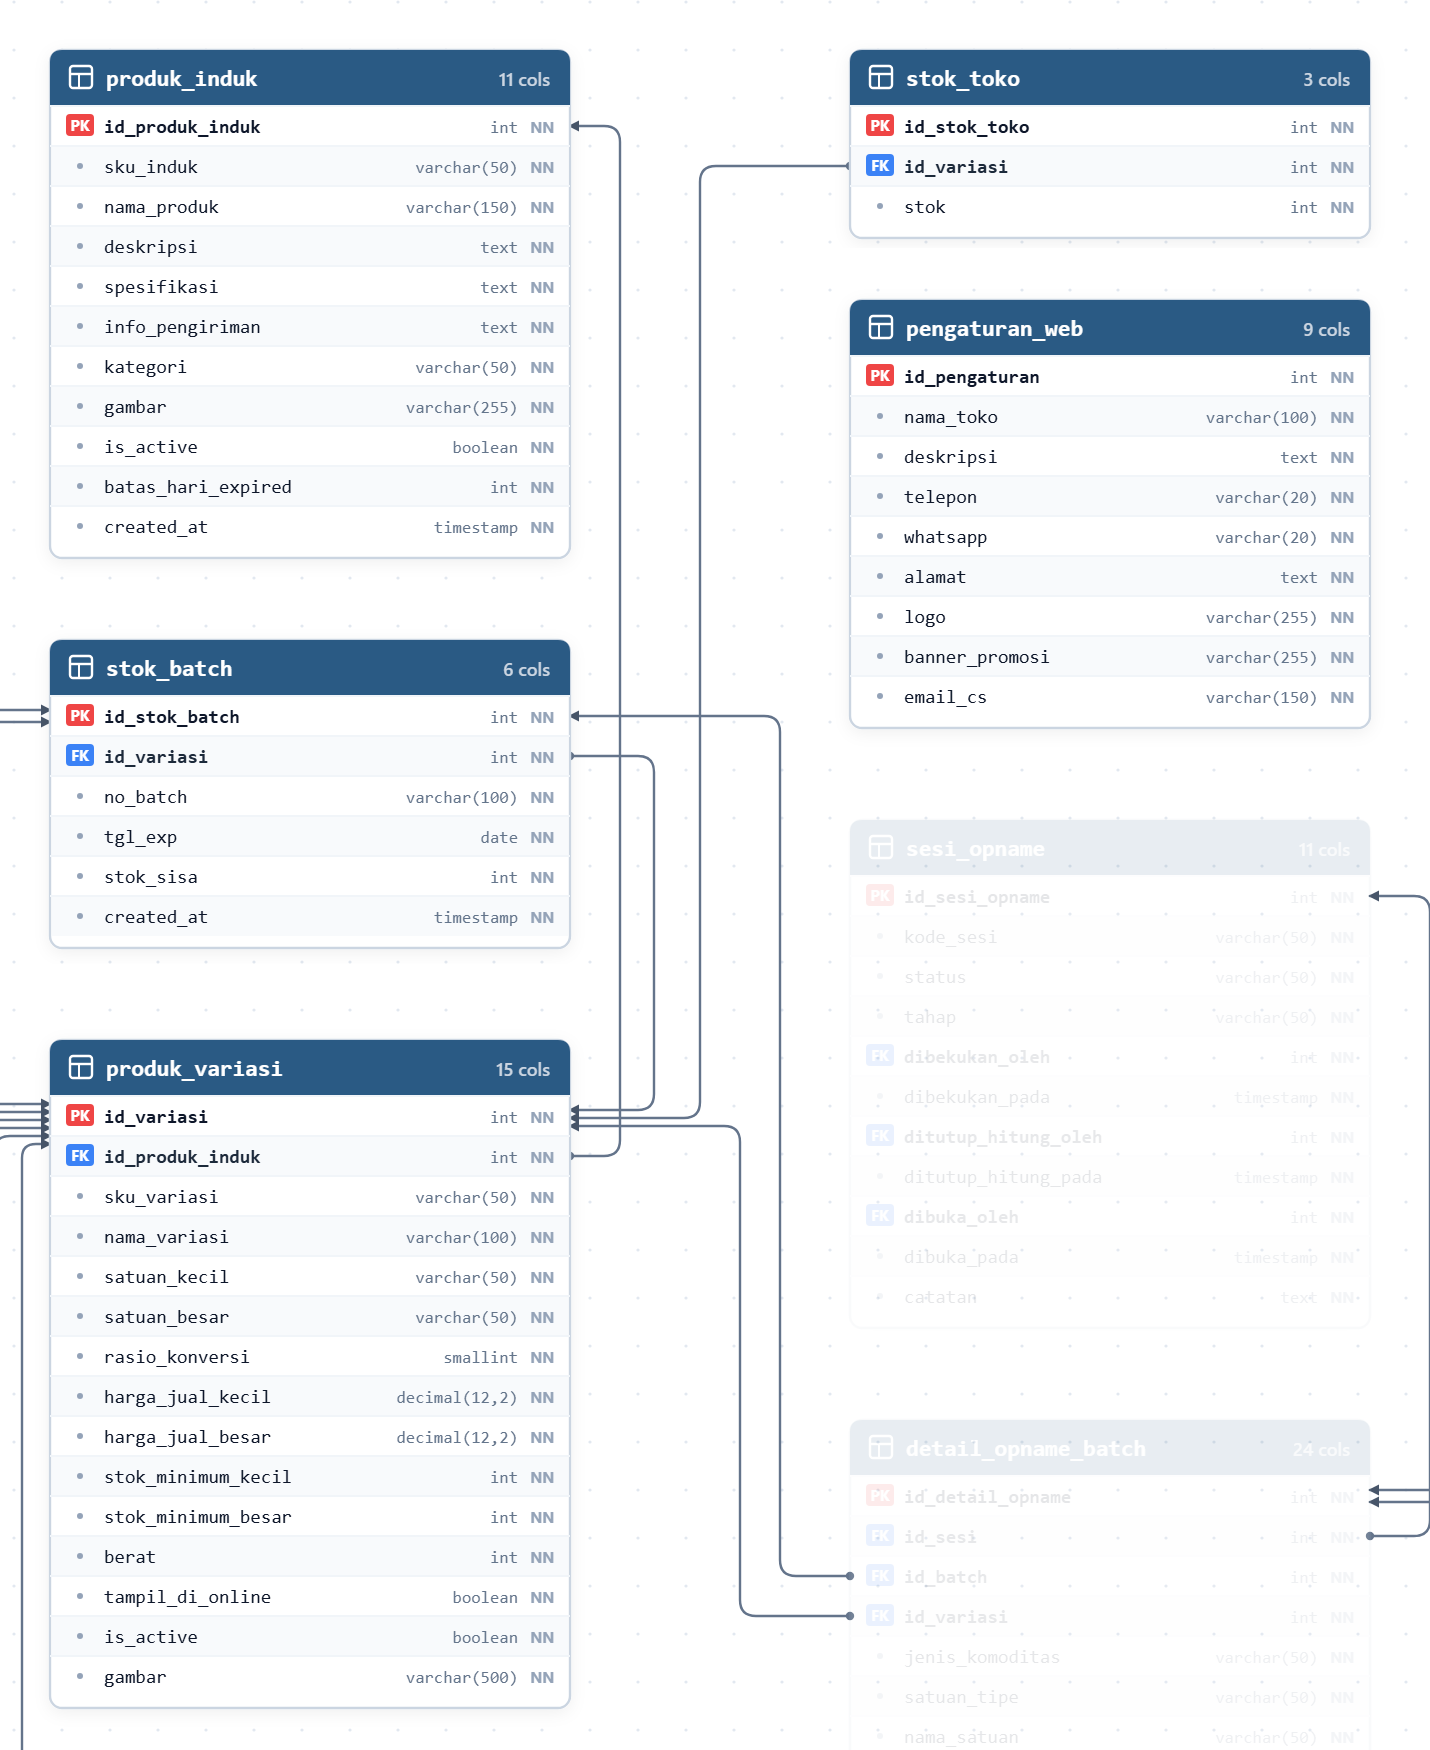 produk_induk 11 cols
PK id_produk_induk int NN
sku_induk varchar(50) NN
nama_produk varchar(150) NN
deskripsi text NN
spesifikasi text NN
info_pengiriman text NN
kategori varchar(50) NN
gambar varchar(255) NN
is_active boolean NN
batas_hari_expired int NN
created_at timestamp NN
stok_batch 6 cols
PK id_stok_batch int NN
FK id_variasi int NN
no_batch varchar(100) NN
tgl_exp date NN
stok_sisa int NN
created_at timestamp NN
produk_variasi 15 cols
PK id_variasi int NN
FK id_produk_induk int NN
sku_variasi varchar(50) NN
nama_variasi varchar(100) NN
satuan_kecil varchar(50) NN
satuan_besar varchar(50) NN
rasio_konversi smallint NN
harga_jual_kecil decimal(12,2) NN
harga_jual_besar decimal(12,2) NN
stok_minimum_kecil int NN
stok_minimum_besar int NN
berat int NN
tampil_di_online boolean NN
is_active boolean NN
gambar varchar(500) NN
stok_toko 3 cols
PK id_stok_toko int NN
FK id_variasi int NN
stok int NN
pengaturan_web 9 cols
PK id_pengaturan int NN
nama_toko varchar(100) NN
deskripsi text NN
telepon varchar(20) NN
whatsapp varchar(20) NN
alamat text NN
logo varchar(255) NN
banner_promosi varchar(255) NN
email_cs varchar(150) NN
sesi_opname 11 cols
PK id_sesi_opname int NN
kode_sesi varchar(50) NN
status varchar(50) NN
tahap varchar(50) NN
FK dibekukan_oleh int NN
dibekukan_pada timestamp NN
FK ditutup_hitung_oleh int NN
ditutup_hitung_pada timestamp NN
FK dibuka_oleh int NN
dibuka_pada timestamp NN
catatan text NN
detail_opname_batch 24 cols
PK id_detail_opname int NN
FK id_sesi int NN
FK id_batch int NN
FK id_variasi int NN
jenis_komoditas varchar(50) NN
satuan_tipe varchar(50) NN
nama_satuan varchar(50) NN